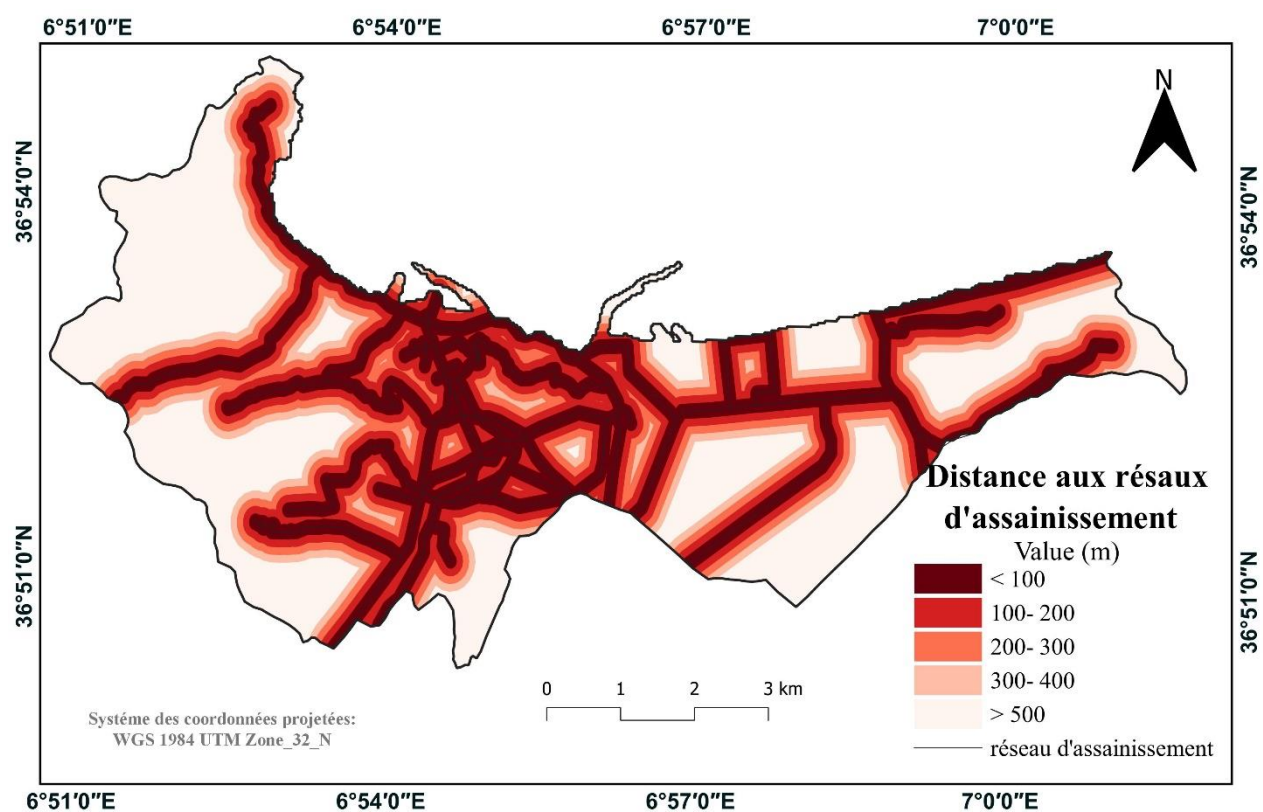 6°51'0"E 6°54'0"E 6°57'0"E 7°0'0"E
N
36°54'0"N
36°54'0"N
Distance aux résaux
d'assainissement
Value (m)
< 100
100- 200
200- 300
300- 400
> 500
réseau d'assainissement
36°51'0"N
36°51'0"N
0 1 2 3 km
Systéme des coordonnées projetées:
WGS 1984 UTM Zone_32_N
6°51'0"E 6°54'0"E 6°57'0"E 7°0'0"E